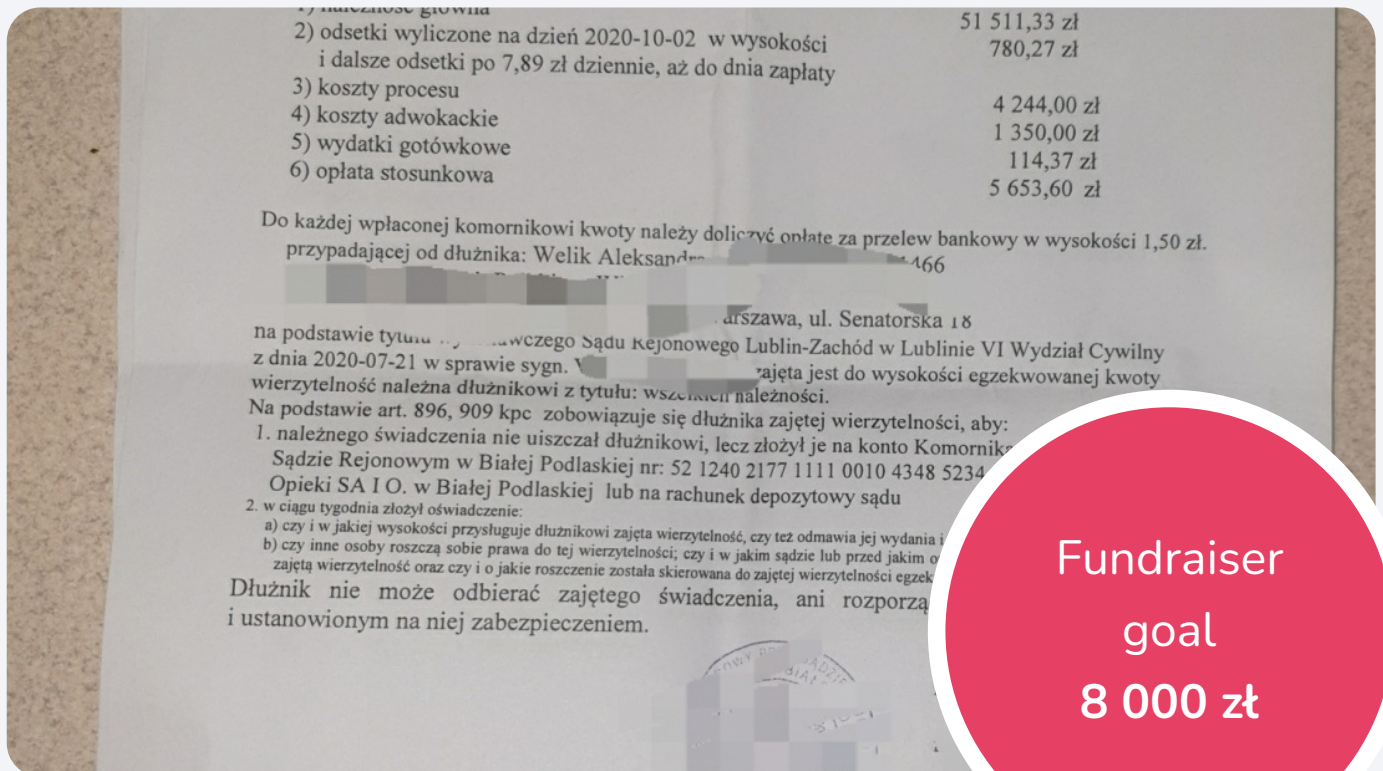 1) należność główna 51 511,33 zł
2) odsetki wyliczone na dzień 2020-10-02 w wysokości 780,27 zł
i dalsze odsetki po 7,89 zł dziennie, aż do dnia zapłaty
3) koszty procesu 4 244,00 zł
4) koszty adwokackie 1 350,00 zł
5) wydatki gotówkowe 114,37 zł
6) opłata stosunkowa 5 653,60 zł
Do każdej wpłaconej komornikowi kwoty należy doliczyć opłatę za przelew bankowy w wysokości 1,50 zł.
przypadającej od dłużnika: Welik Aleksandra 1466
arszawa, ul. Senatorska 18
na podstawie tytułu wczego Sądu Rejonowego Lublin-Zachód w Lublinie VI Wydział Cywilny
z dnia 2020-07-21 w sprawie sygn. zajęta jest do wysokości egzekwowanej kwoty
wierzytelność należna dłużnikowi z tytułu: wszelkich należności.
Na podstawie art. 896, 909 kpc zobowiązuje się dłużnika zajętej wierzytelności, aby:
1. należnego świadczenia nie uiszczał dłużnikowi, lecz złożył je na konto Komornika
Sądzie Rejonowym w Białej Podlaskiej nr: 52 1240 2177 1111 0010 4348 5234
Opieki SA I O. w Białej Podlaskiej lub na rachunek depozytowy sądu
2. w ciągu tygodnia złożył oświadczenie:
a) czy i w jakiej wysokości przysługuje dłużnikowi zajęta wierzytelność, czy też odmawia jej wydania i
b) czy inne osoby roszczą sobie prawa do tej wierzytelności; czy i w jakim sądzie lub przed jakim o
zajętą wierzytelność oraz czy i o jakie roszczenie została skierowana do zajętej wierzytelności egzek
Dłużnik nie może odbierać zajętego świadczenia, ani rozporzą
i ustanowionym na niej zabezpieczeniem.
Fundraiser
goal
8 000 zł